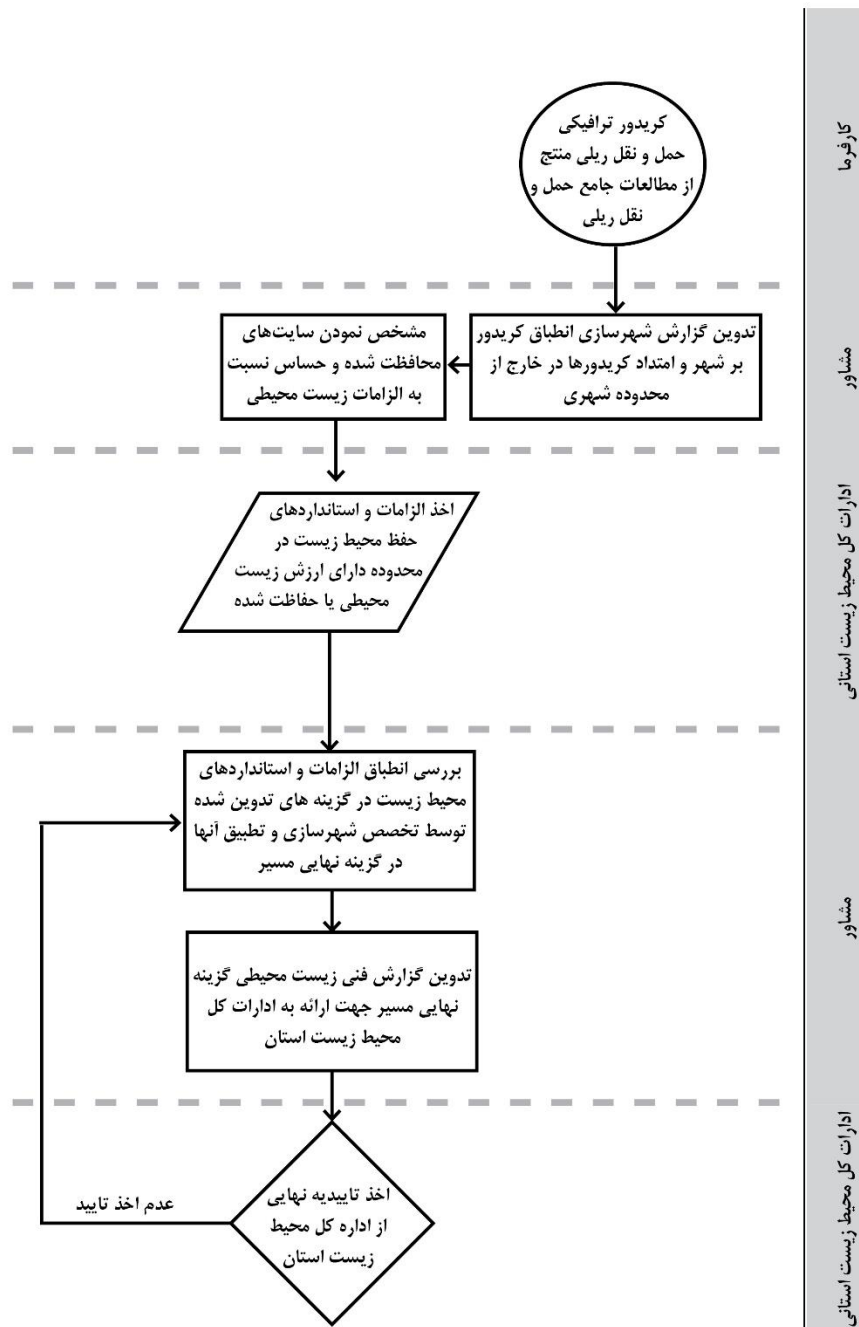 کارفرما
کریدور ترافیکی
حمل و نقل ریلی منتج
از مطالعات جامع حمل و
نقل ریلی
مشاور
تدوین گزارش شهرسازی انطباق کریدور
بر شهر و امتداد کریدورها در خارج از
محدوده شهری
مشخص نمودن سایت‌های
محافظت شده و حساس نسبت
به الزامات زیست محیطی
ادارات کل محیط زیست استانی
اخذ الزامات و استانداردهای
حفظ محیط زیست در
محدوده دارای ارزش زیست
محیطی یا حفاظت شده
مشاور
بررسی انطباق الزامات و استانداردهای
محیط زیست در گزینه های تدوین شده
توسط تخصص شهرسازی و تطبیق آنها
در گزینه نهایی مسیر
تدوین گزارش فنی زیست محیطی گزینه
نهایی مسیر جهت ارائه به ادارات کل
محیط زیست استان
ادارات کل محیط زیست استانی
اخذ تاییدیه نهایی
از اداره کل محیط
زیست استان
عدم اخذ تایید